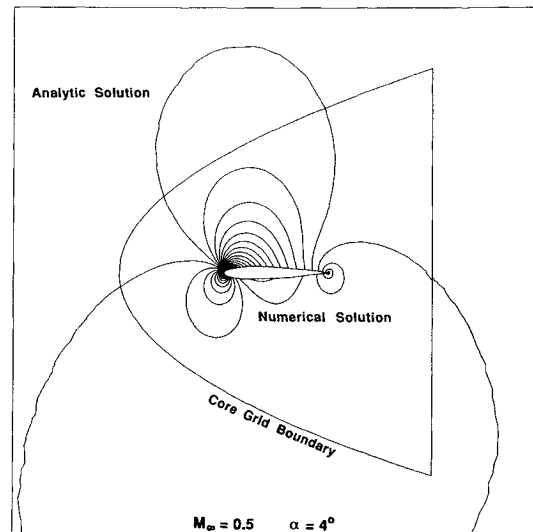 Analytic Solution
Numerical Solution
Core Grid Boundary
M∞ = 0.5 α = 4°